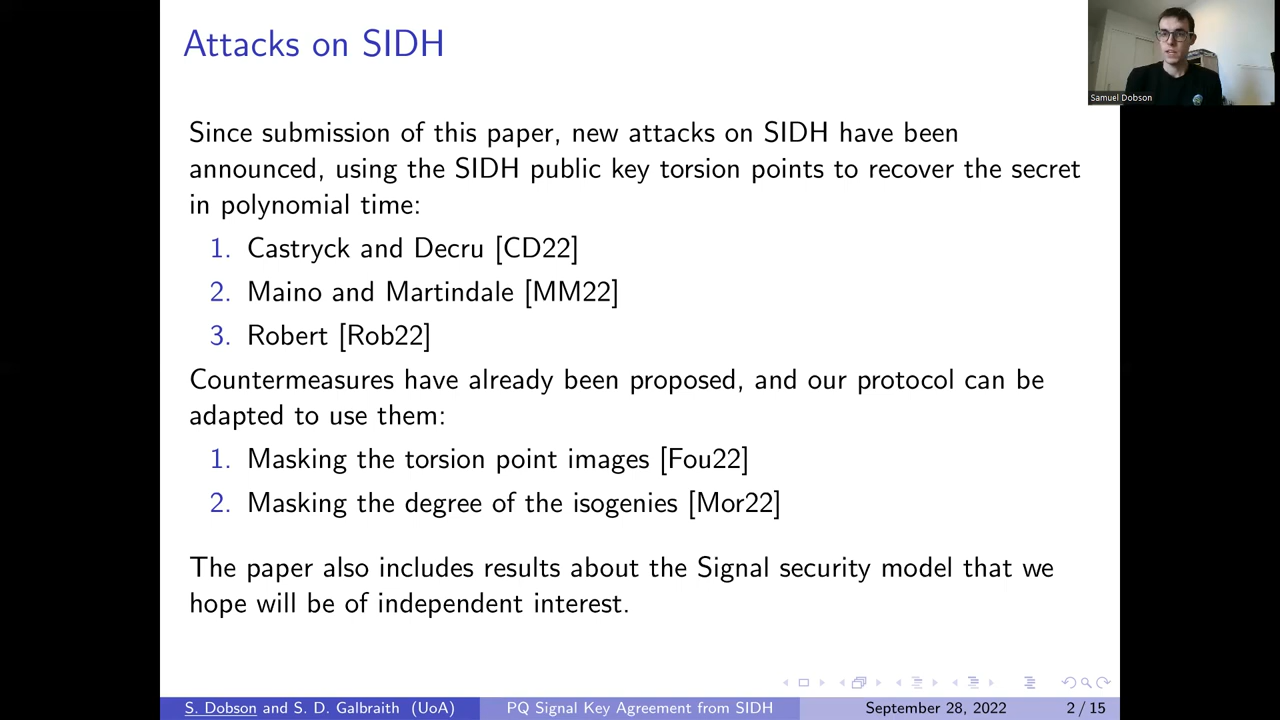 Attacks on SIDH
Samuel Dobson
Since submission of this paper, new attacks on SIDH have been
announced, using the SIDH public key torsion points to recover the secret
in polynomial time:
1. Castryck and Decru [CD22]
2. Maino and Martindale [MM22]
3. Robert [Rob22]
Countermeasures have already been proposed, and our protocol can be
adapted to use them:
1. Masking the torsion point images [Fou22]
2. Masking the degree of the isogenies [Mor22]
The paper also includes results about the Signal security model that we
hope will be of independent interest.
S. Dobson and S. D. Galbraith (UoA) PQ Signal Key Agreement from SIDH September 28, 2022 2 / 15